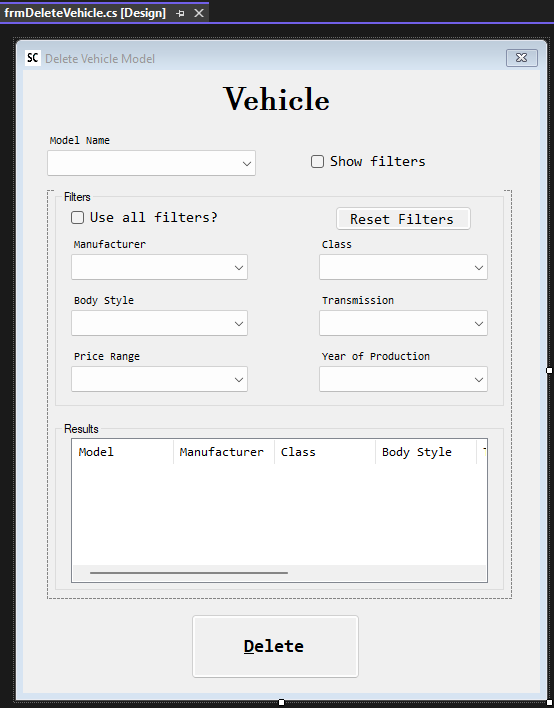 frmDeleteVehicle.cs [Design]
SC Delete Vehicle Model
Vehicle
Model Name
Show filters
Filters
Use all filters?
Reset Filters
Manufacturer Class
Body Style Transmission
Price Range Year of Production
Results
Model Manufacturer Class Body Style
Delete